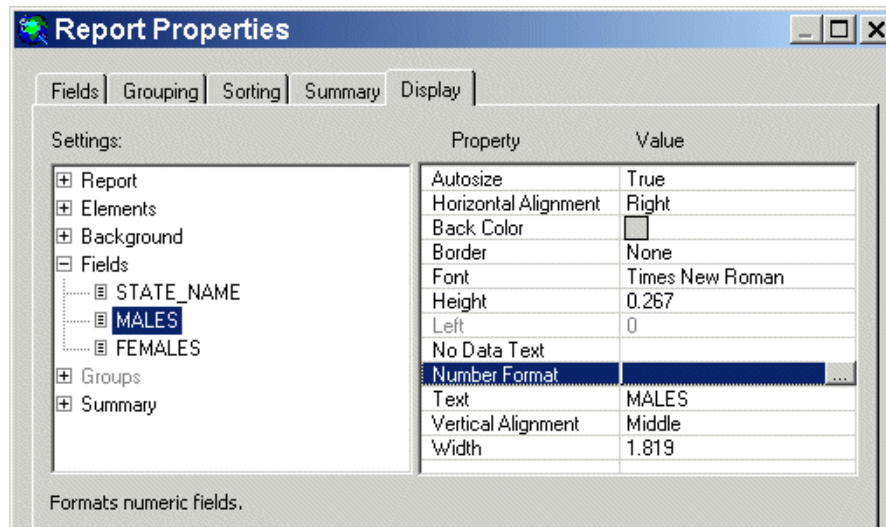 Report Properties
Fields Grouping Sorting Summary Display
Settings: Property Value
Report
Elements
Background
Fields
STATE_NAME
MALES
FEMALES
Groups
Summary
Autosize True
Horizontal Alignment Right
Back Color
Border None
Font Times New Roman
Height 0.267
Left 0
No Data Text
Number Format ...
Text MALES
Vertical Alignment Middle
Width 1.819
Formats numeric fields.